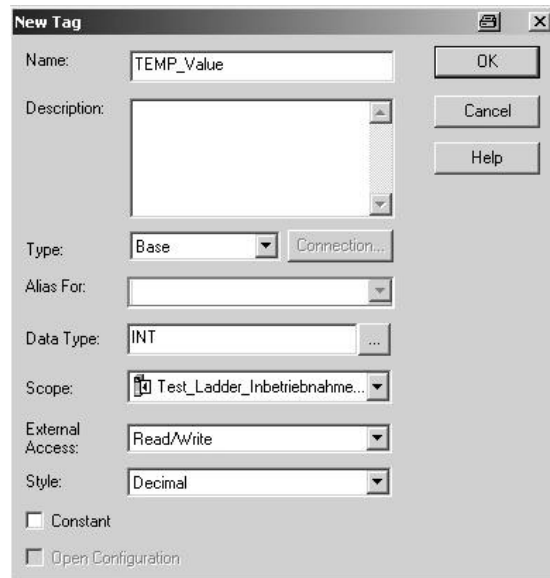 New Tag
Name: TEMP_Value OK
Description: Cancel
Help
Type: Base Connection...
Alias For:
Data Type: INT ...
Scope: Test_Ladder_Inbetriebnahme...
External Access: Read/Write
Style: Decimal
Constant
Open Configuration